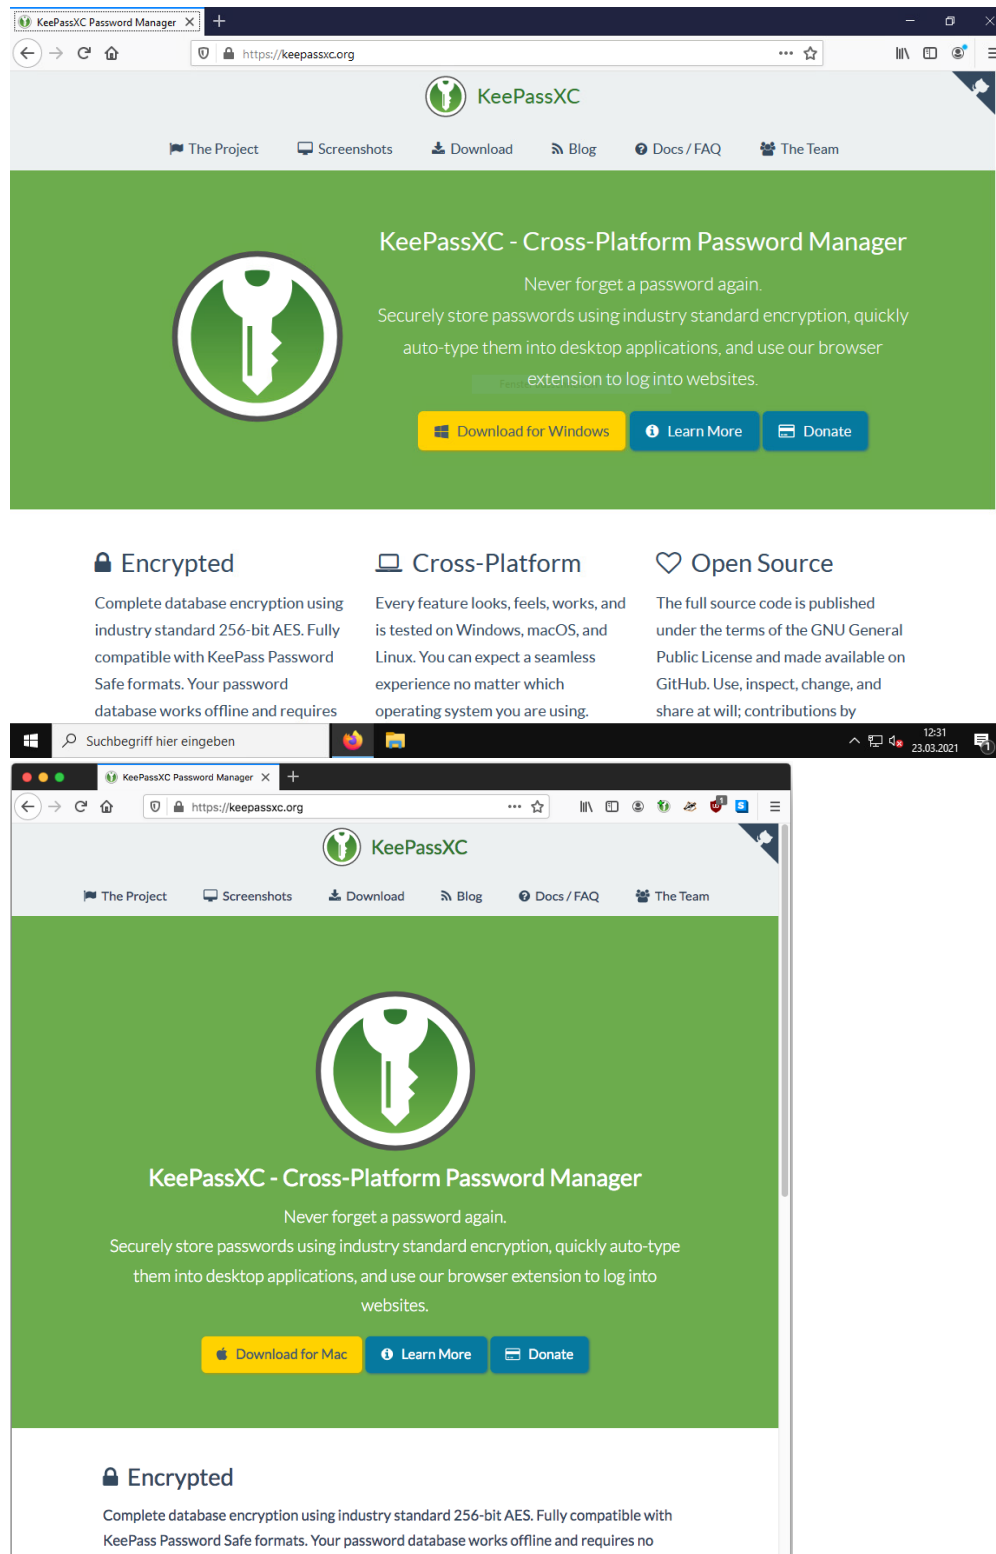 KeePassXC Password Manager
https://keepassxc.org
KeePassXC
The Project Screenshots Download Blog Docs / FAQ The Team
KeePassXC - Cross-Platform Password Manager
Never forget a password again.
Securely store passwords using industry standard encryption, quickly
auto-type them into desktop applications, and use our browser
extension to log into websites.
Download for Windows Learn More Donate
Encrypted
Complete database encryption using
industry standard 256-bit AES. Fully
compatible with KeePass Password
Safe formats. Your password
database works offline and requires
Cross-Platform
Every feature looks, feels, works, and
is tested on Windows, macOS, and
Linux. You can expect a seamless
experience no matter which
operating system you are using.
Open Source
The full source code is published
under the terms of the GNU General
Public License and made available on
GitHub. Use, inspect, change, and
share at will; contributions by
Suchbegriff hier eingeben
12:31
23.03.2021
1
KeePassXC Password Manager
https://keepassxc.org
1
S
KeePassXC
The Project Screenshots Download Blog Docs / FAQ The Team
KeePassXC - Cross-Platform Password Manager
Never forget a password again.
Securely store passwords using industry standard encryption, quickly auto-type
them into desktop applications, and use our browser extension to log into
websites.
Download for Mac Learn More Donate
Encrypted
Complete database encryption using industry standard 256-bit AES. Fully compatible with
KeePass Password Safe formats. Your password database works offline and requires no